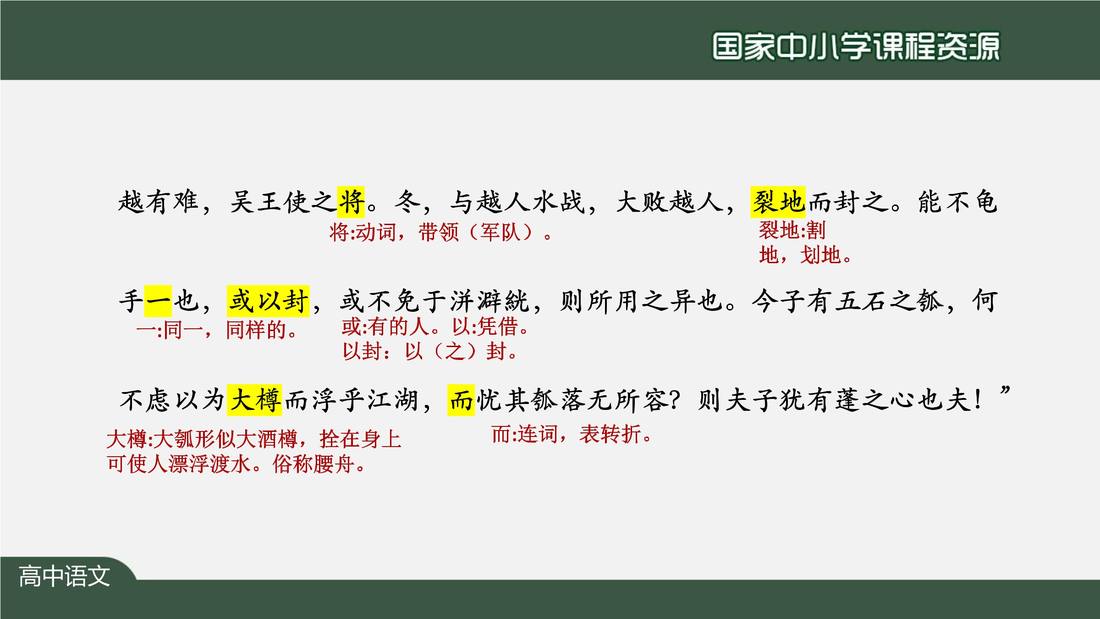 国家中小学课程资源
越有难，吴王使之将。冬，与越人水战，大败越人，裂地而封之。能不龟
将:动词，带领（军队）。
裂地:割
地，划地。
手一也，或以封，或不免于洴澼絖，则所用之异也。今子有五石之瓠，何
一:同一，同样的。
或:有的人。以:凭借。
以封：以（之）封。
不虑以为大樽而浮乎江湖，而忧其瓠落无所容？则夫子犹有蓬之心也夫！”
大樽:大瓠形似大酒樽，拴在身上
可使人漂浮渡水。俗称腰舟。
而:连词，表转折。
高中语文